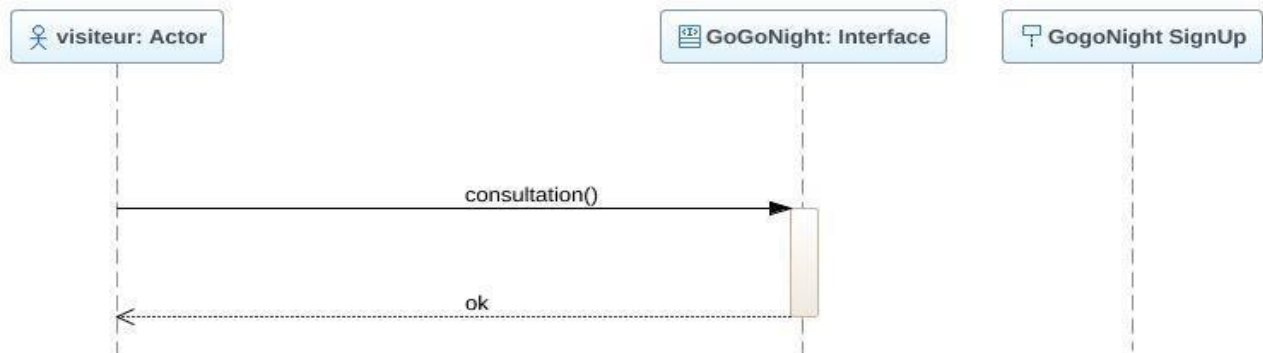 visiteur: Actor
GoGoNight: Interface
GogoNight SignUp
consultation()
ok